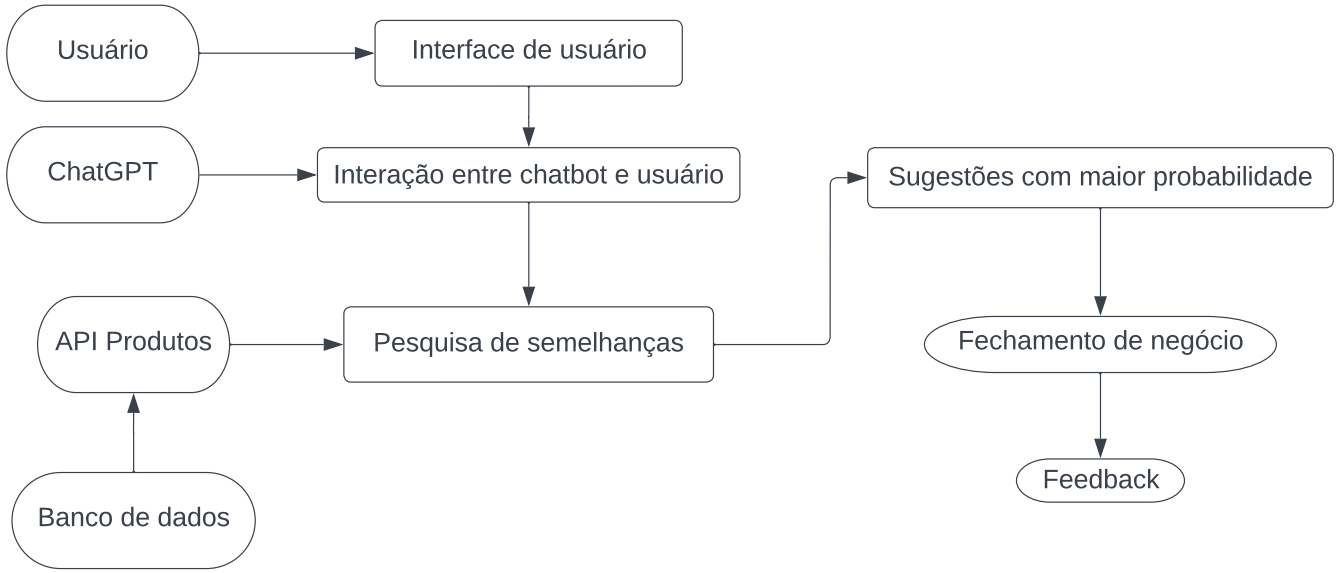 Usuário
Interface de usuário
ChatGPT
Interação entre chatbot e usuário
Sugestões com maior probabilidade
API Produtos
Pesquisa de semelhanças
Fechamento de negócio
Banco de dados
Feedback